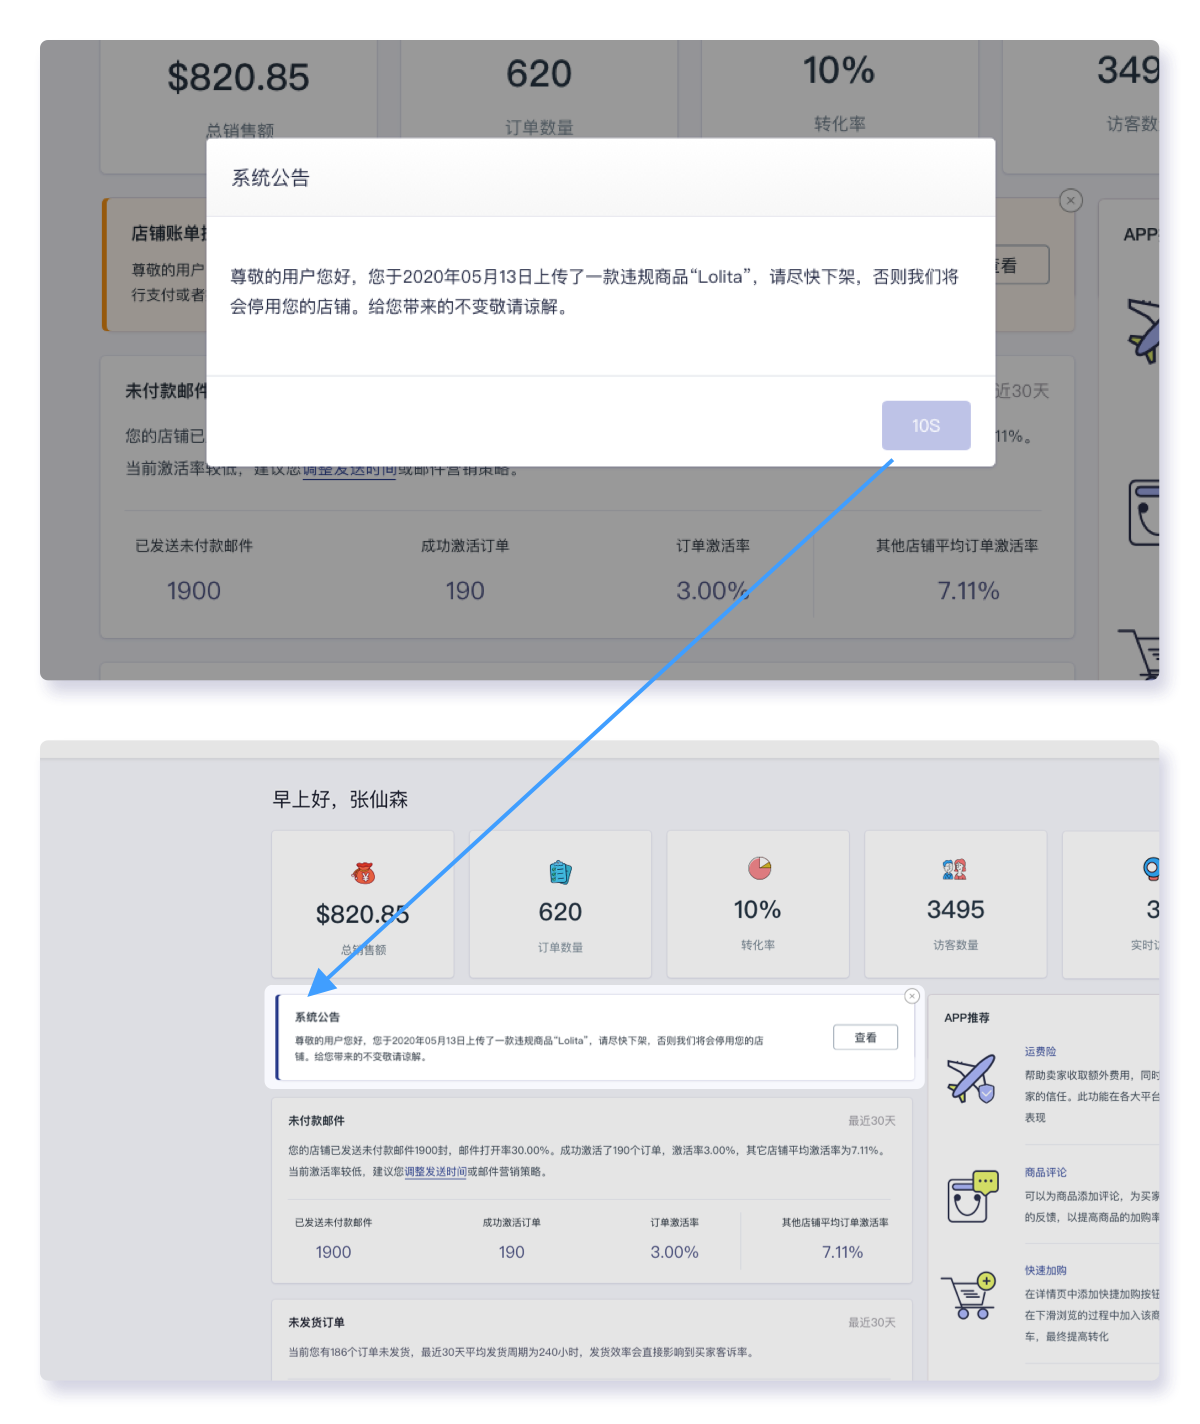 $820.85
620
10%
349
总销售额
订单数量
转化率
访客数
系统公告
店铺账单
尊敬的用户
行支付或者
尊敬的用户您好，您于2020年05月13日上传了一款违规商品“Lolita”，请尽快下架，否则我们将
会停用您的店铺。给您带来的不变敬请谅解。
看
APP
10S
未付款邮件
近30天
您的店铺已
11%。
当前激活率较低，建议您调整发送时间或邮件营销策略。
已发送未付款邮件
成功激活订单
订单激活率
其他店铺平均订单激活率
1900
190
3.00%
7.11%
早上好，张仙森
$820.85
620
10%
3495
3
总销售额
订单数量
转化率
访客数量
实时
系统公告
尊敬的用户您好，您于2020年05月13日上传了一款违规商品“Lolita”，请尽快下架，否则我们将会停用您的店
铺。给您带来的不变敬请谅解。
查看
APP推荐
运费险
帮助卖家收取额外费用，同时
家的信任。此功能在各大平台
表现
商品评论
可以为商品添加评论，为买家
的反馈，以提高商品的加购率
快速加购
在详情页中添加快捷加购按钮
在下滑浏览的过程中加入该商
车，最终提高转化
未付款邮件
最近30天
您的店铺已发送未付款邮件1900封，邮件打开率30.00%。成功激活了190个订单，激活率3.00%，其它店铺平均激活率为7.11%。
当前激活率较低，建议您调整发送时间或邮件营销策略。
已发送未付款邮件
成功激活订单
订单激活率
其他店铺平均订单激活率
1900
190
3.00%
7.11%
未发货订单
最近30天
当前您有186个订单未发货，最近30天平均发货周期为240小时，发货效率会直接影响到买家客诉率。